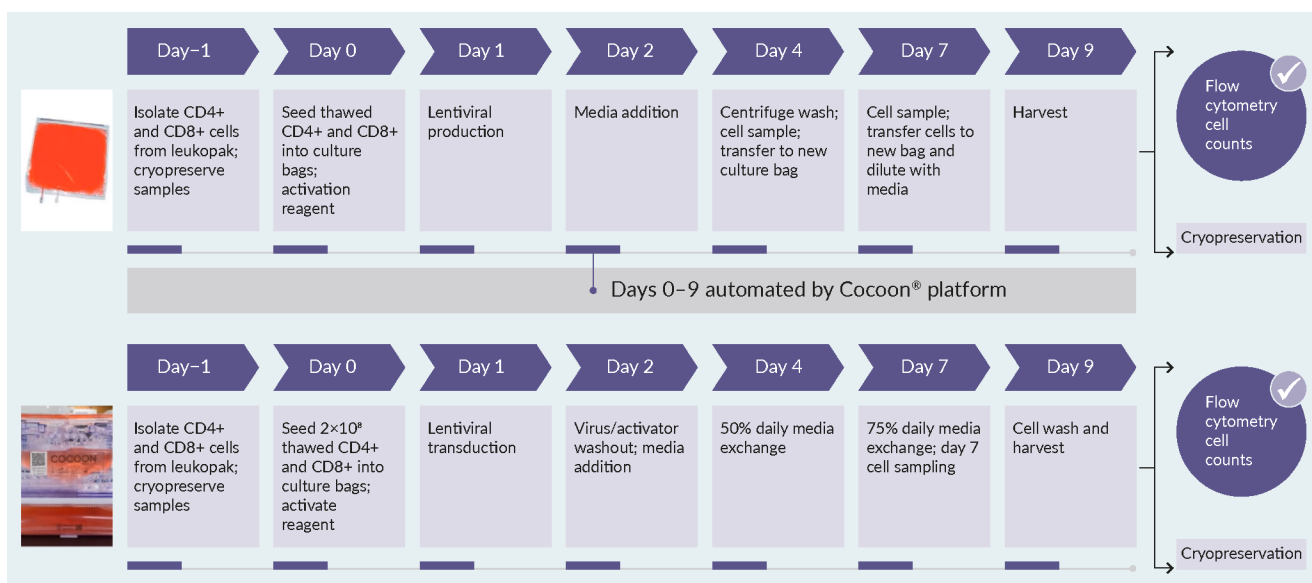 Day–1
Day 0
Day 1
Day 2
Day 4
Day 7
Day 9
Isolate CD4+
and CD8+ cells
from leukopak;
cryopreserve
samples
Seed thawed
CD4+ and CD8+
into culture
bags;
activation
reagent
Lentiviral
production
Media addition
Centrifuge wash;
cell sample;
transfer to new
culture bag
Cell sample;
transfer cells to
new bag and
dilute with
media
Harvest
Flow
cytometry
cell
counts
Cryopreservation
Days 0–9 automated by Cocoon® platform
Day–1
Day 0
Day 1
Day 2
Day 4
Day 7
Day 9
COCOON
Isolate CD4+
and CD8+ cells
from leukopak;
cryopreserve
samples
Seed 2×10⁸
thawed CD4+
and CD8+ into
culture bags;
activate
reagent
Lentiviral
transduction
Virus/activator
washout; media
addition
50% daily media
exchange
75% daily media
exchange; day 7
cell sampling
Cell wash and
harvest
Flow
cytometry
cell
counts
Cryopreservation